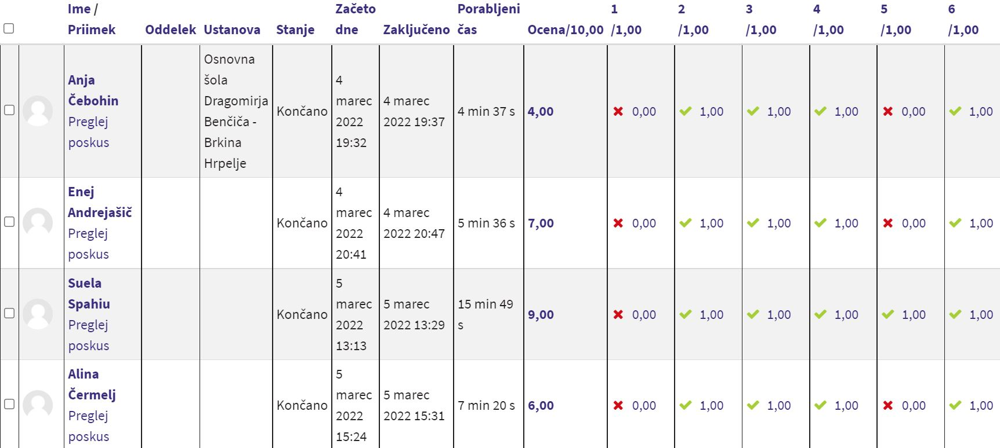 Ime / Priimek Oddelek Ustanova Stanje Začeto dne Zaključeno Porabljeni čas Ocena/10,00 1 /1,00 2 /1,00 3 /1,00 4 /1,00 5 /1,00 6 /1,00
Anja
Čebohin
Preglej
poskus
Osnovna
šola
Dragomirja
Benčiča -
Brkina
Hrpelje
Končano
4
marec
2022
19:32
4 marec
2022 19:37
4 min 37 s
4,00
0,00
1,00
1,00
1,00
0,00
1,00
Enej
Andrejašič
Preglej
poskus
Končano
4
marec
2022
20:41
4 marec
2022 20:47
5 min 36 s
7,00
0,00
1,00
1,00
1,00
0,00
1,00
Suela
Spahiu
Preglej
poskus
Končano
5
marec
2022
13:13
5 marec
2022 13:29
15 min 49
s
9,00
0,00
1,00
1,00
1,00
1,00
1,00
Alina
Čermelj
Preglej
poskus
Končano
5
marec
2022
15:24
5 marec
2022 15:31
7 min 20 s
6,00
0,00
1,00
1,00
1,00
0,00
1,00